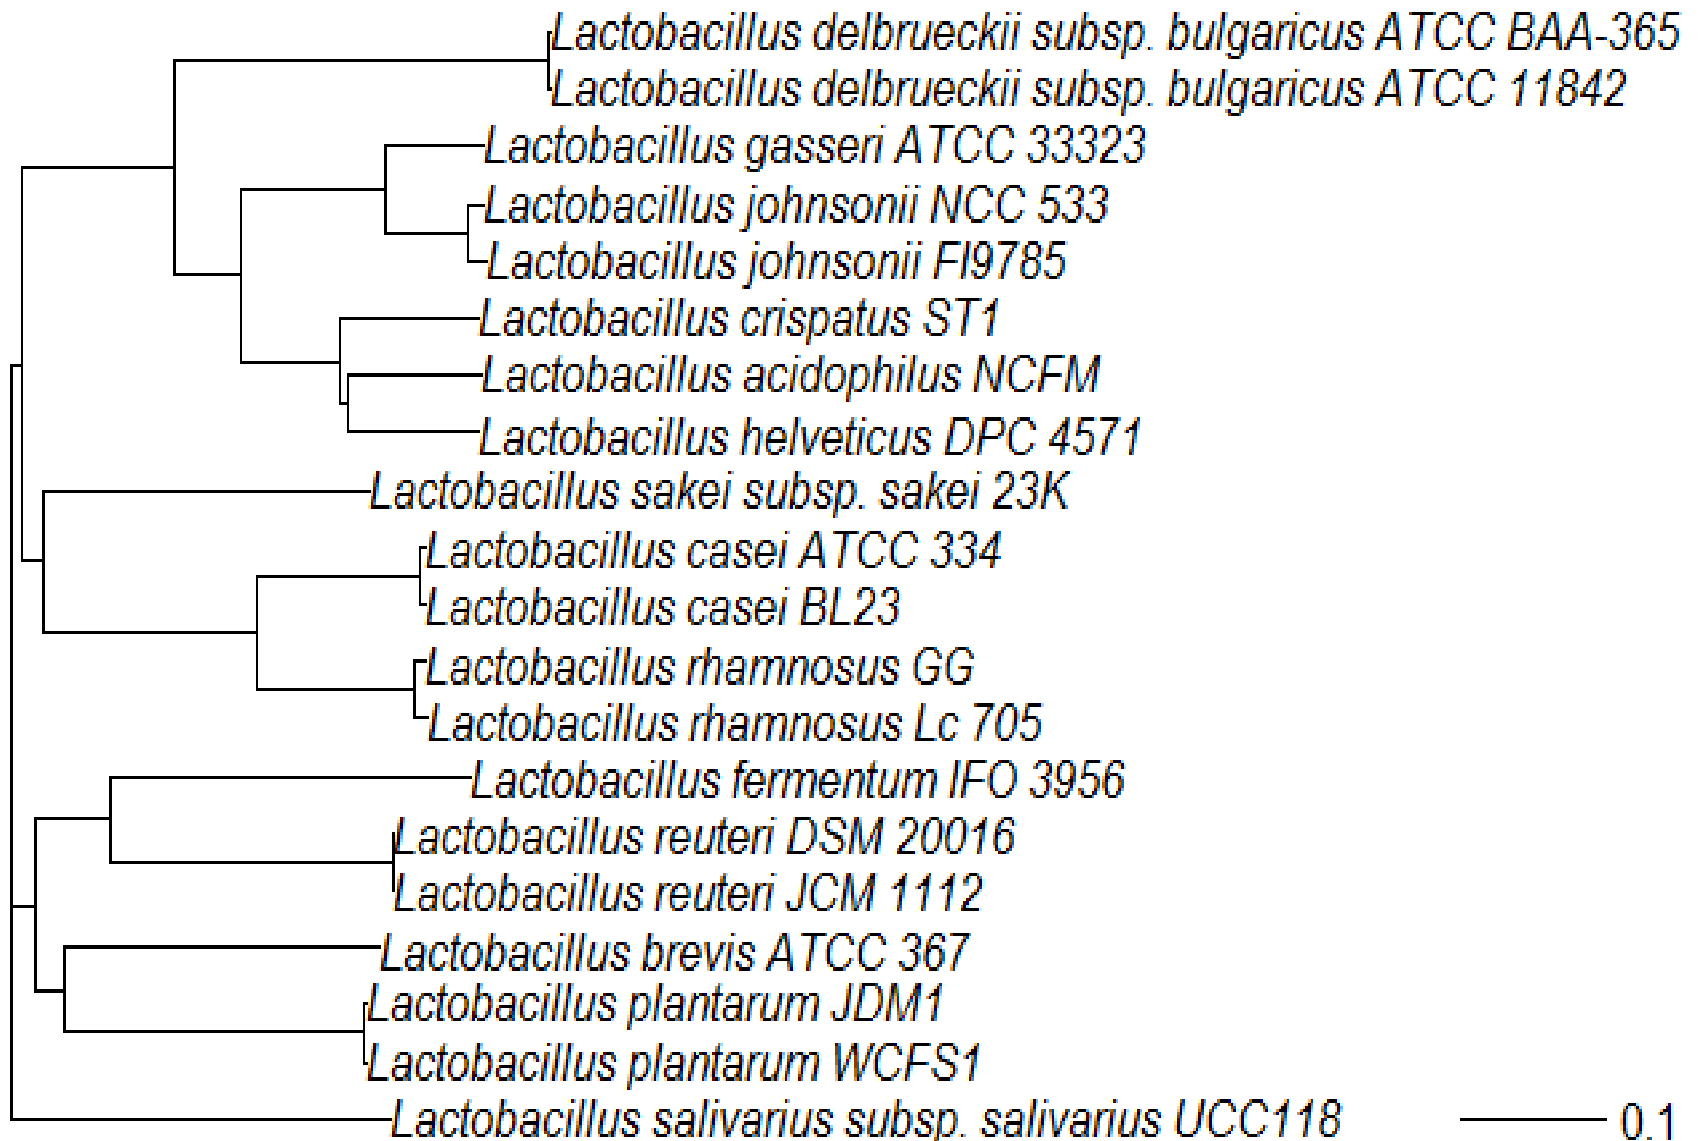 Lactobacillus delbrueckii subsp. bulgaricus ATCC BAA-365
Lactobacillus delbrueckii subsp. bulgaricus ATCC 11842
Lactobacillus gasseri ATCC 33323
Lactobacillus johnsonii NCC 533
Lactobacillus johnsonii FI9785
Lactobacillus crispatus ST1
Lactobacillus acidophilus NCFM
Lactobacillus helveticus DPC 4571
Lactobacillus sakei subsp. sakei 23K
Lactobacillus casei ATCC 334
Lactobacillus casei BL23
Lactobacillus rhamnosus GG
Lactobacillus rhamnosus Lc 705
Lactobacillus fermentum IFO 3956
Lactobacillus reuteri DSM 20016
Lactobacillus reuteri JCM 1112
Lactobacillus brevis ATCC 367
Lactobacillus plantarum JDM1
Lactobacillus plantarum WCFS1
Lactobacillus salivarius subsp. salivarius UCC118
0.1